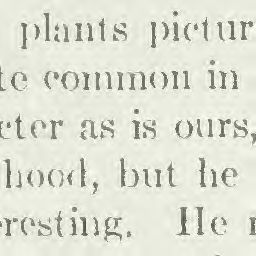 plants pictur
te common in
cter as is ours,
hood, but he
eresting. He